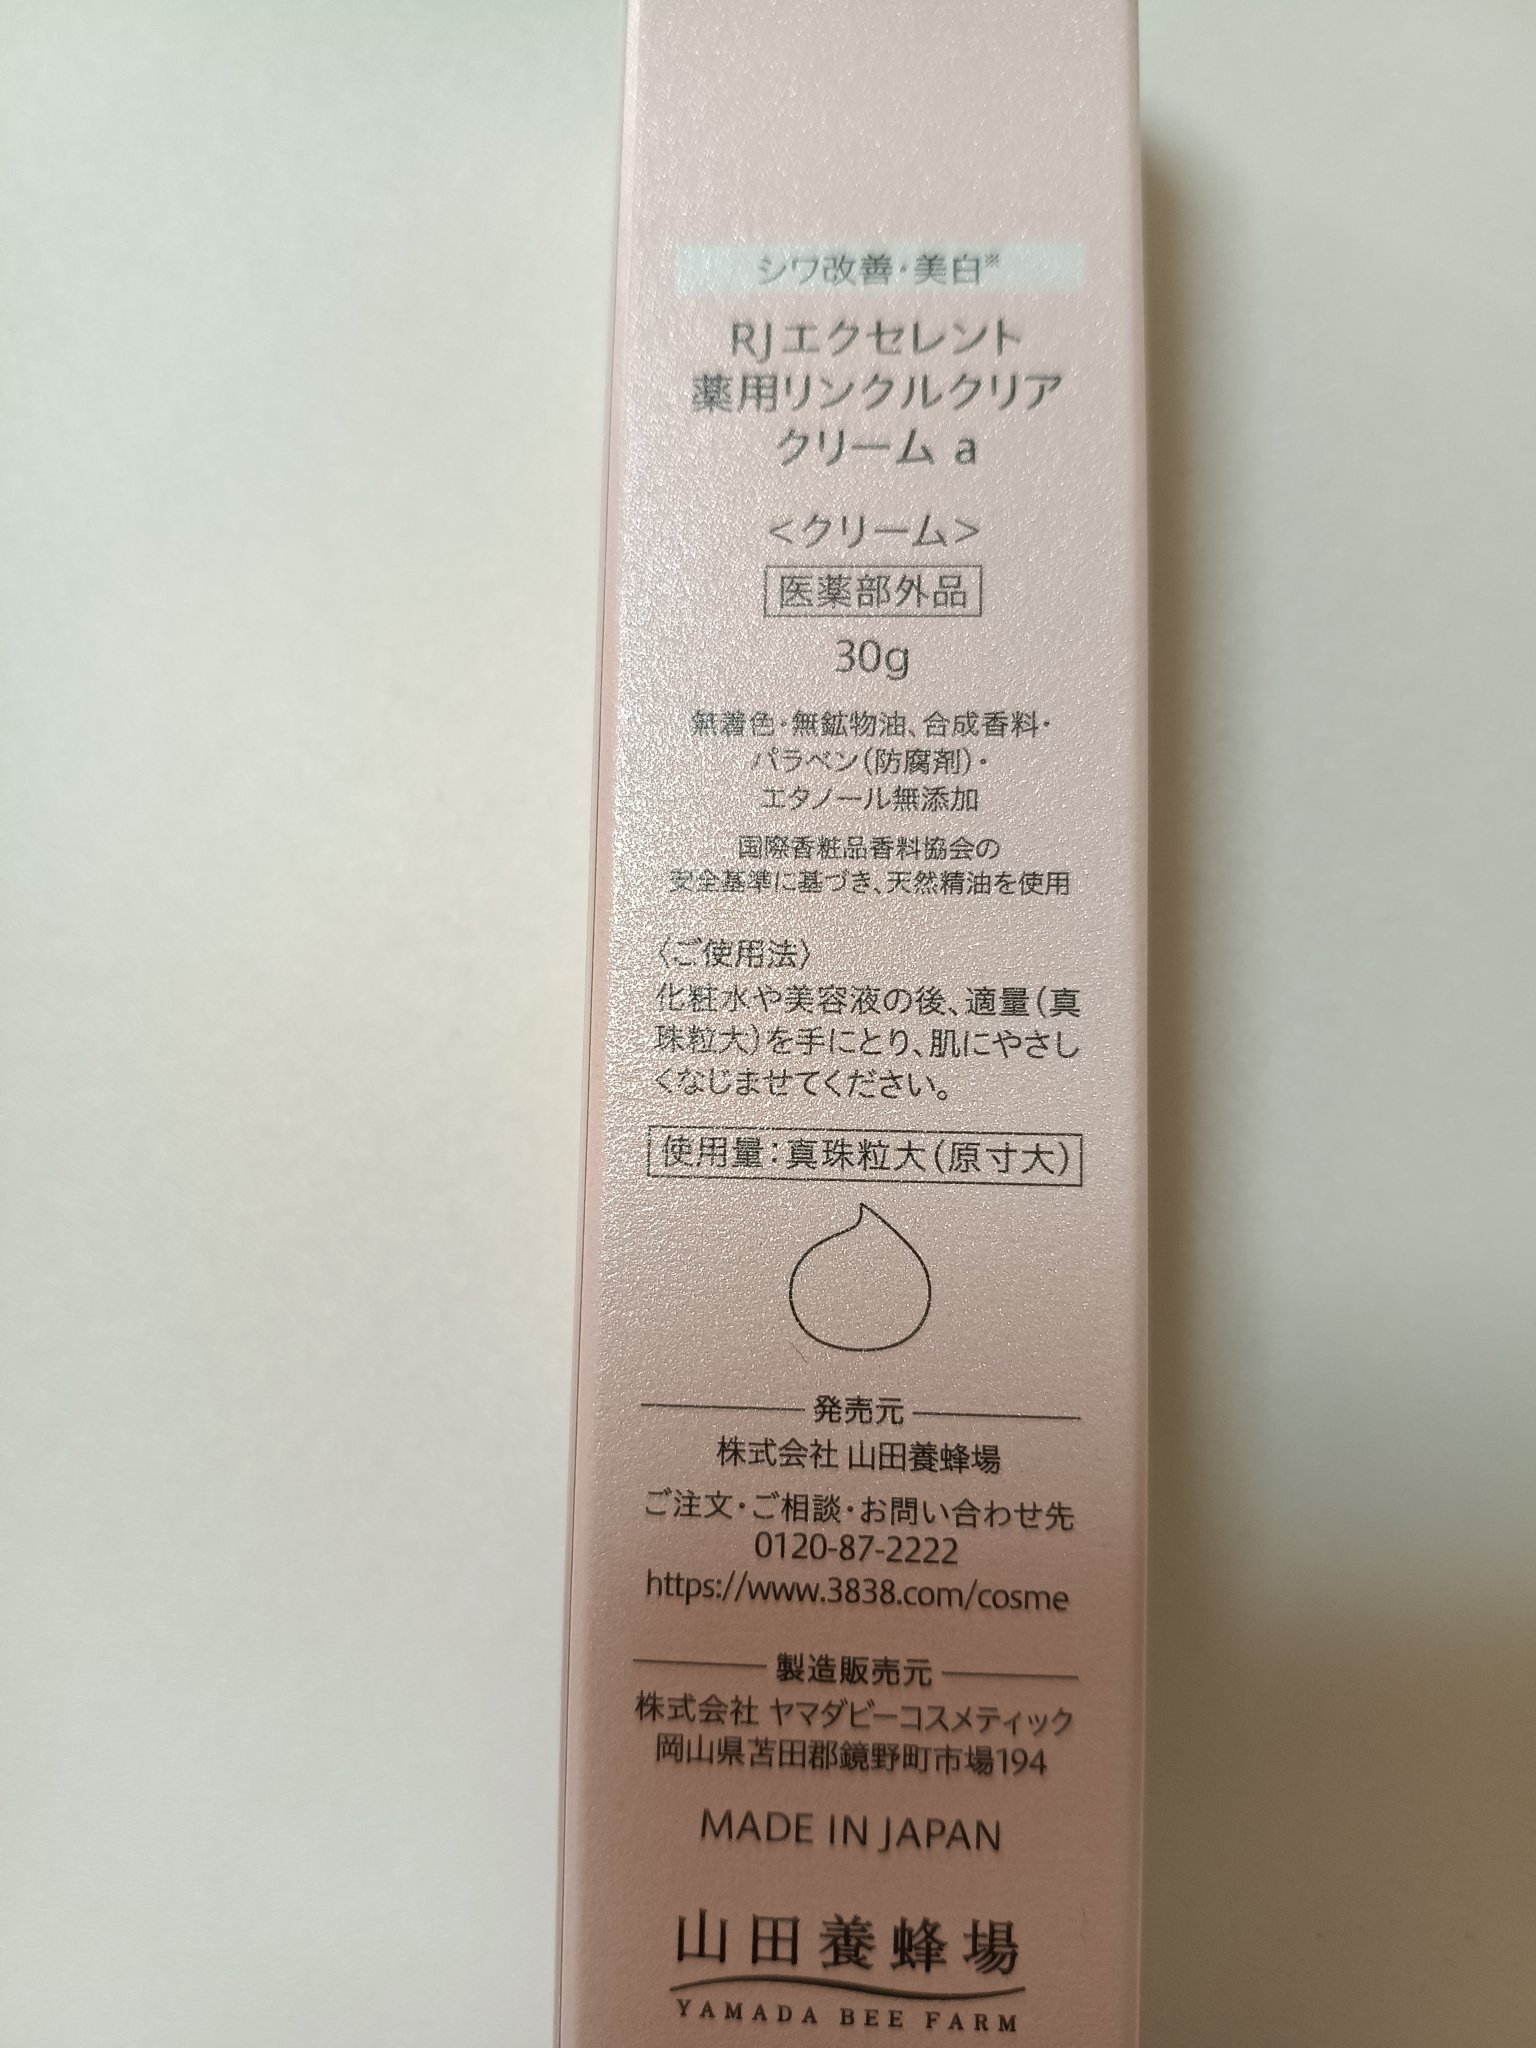 シワ改善・美白※
RJエクセレント
薬用リンクルクリア
クリーム a
<クリーム>
医薬部外品
30g
無着色・無鉱物油、合成香料・
パラベン(防腐剤)・
エタノール無添加
国際香粧品香料協会の
安全基準に基づき、天然精油を使用
〈ご使用法〉
化粧水や美容液の後、適量(真
珠粒大)を手にとり、肌にやさし
くなじませてください。
使用量：真珠粒大(原寸大)
発売元
株式会社 山田養蜂場
ご注文・ご相談・お問い合わせ先
0120-87-2222
https://www.3838.com/cosme
製造販売元
株式会社 ヤマダビーコスメティック
岡山県苫田郡鏡野町市場194
MADE IN JAPAN
山田養蜂場
YAMADA BEE FARM